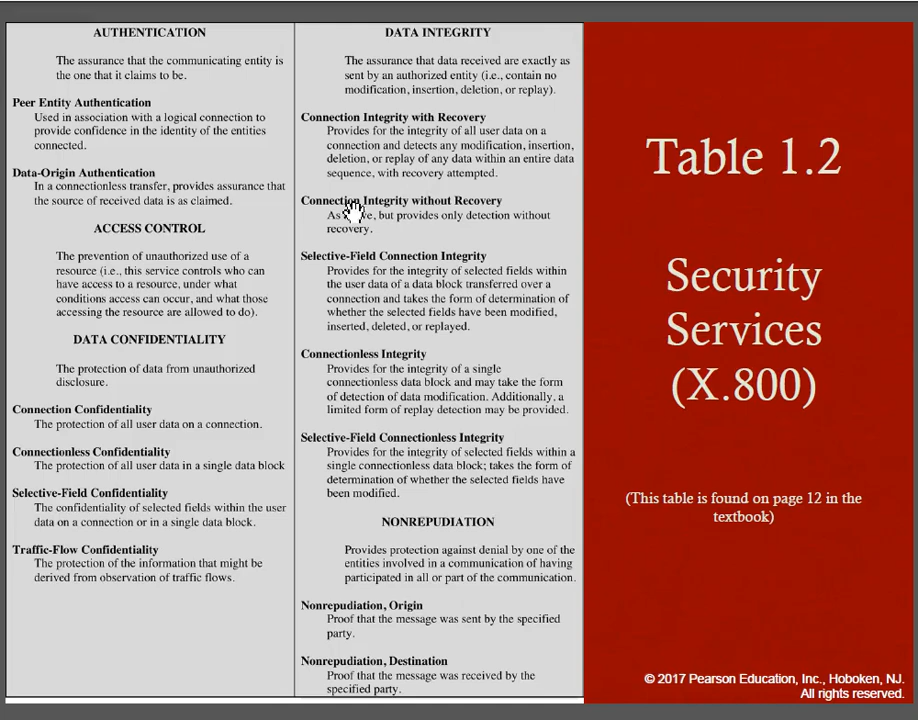 AUTHENTICATION
The assurance that the communicating entity is
the one that it claims to be.
Peer Entity Authentication
Used in association with a logical connection to
provide confidence in the identity of the entities
connected.
Data-Origin Authentication
In a connectionless transfer, provides assurance that
the source of received data is as claimed.
ACCESS CONTROL
The prevention of unauthorized use of a
resource (i.e., this service controls who can
have access to a resource, under what
conditions access can occur, and what those
accessing the resource are allowed to do).
DATA CONFIDENTIALITY
The protection of data from unauthorized
disclosure.
Connection Confidentiality
The protection of all user data on a connection.
Connectionless Confidentiality
The protection of all user data in a single data block
Selective-Field Confidentiality
The confidentiality of selected fields within the user
data on a connection or in a single data block.
Traffic-Flow Confidentiality
The protection of the information that might be
derived from observation of traffic flows.
DATA INTEGRITY
The assurance that data received are exactly as
sent by an authorized entity (i.e., contain no
modification, insertion, deletion, or replay).
Connection Integrity with Recovery
Provides for the integrity of all user data on a
connection and detects any modification, insertion,
deletion, or replay of any data within an entire data
sequence, with recovery attempted.
Connection Integrity without Recovery
As but provides only detection without
recovery.
Selective-Field Connection Integrity
Provides for the integrity of selected fields within
the user data of a data block transferred over a
connection and takes the form of determination of
whether the selected fields have been modified,
inserted, deleted, or replayed.
Connectionless Integrity
Provides for the integrity of a single
connectionless data block and may take the form
of detection of data modification. Additionally, a
limited form of replay detection may be provided.
Selective-Field Connectionless Integrity
Provides for the integrity of selected fields within a
single connectionless data block; takes the form of
determination of whether the selected fields have
been modified.
NONREPUDIATION
Provides protection against denial by one of the
entities involved in a communication of having
participated in all or part of the communication.
Nonrepudiation, Origin
Proof that the message was sent by the specified
party.
Nonrepudiation, Destination
Proof that the message was received by the
specified party.
Table 1.2
Security
Services
(X.800)
(This table is found on page 12 in the
textbook)
© 2017 Pearson Education, Inc., Hoboken, NJ.
All rights reserved.